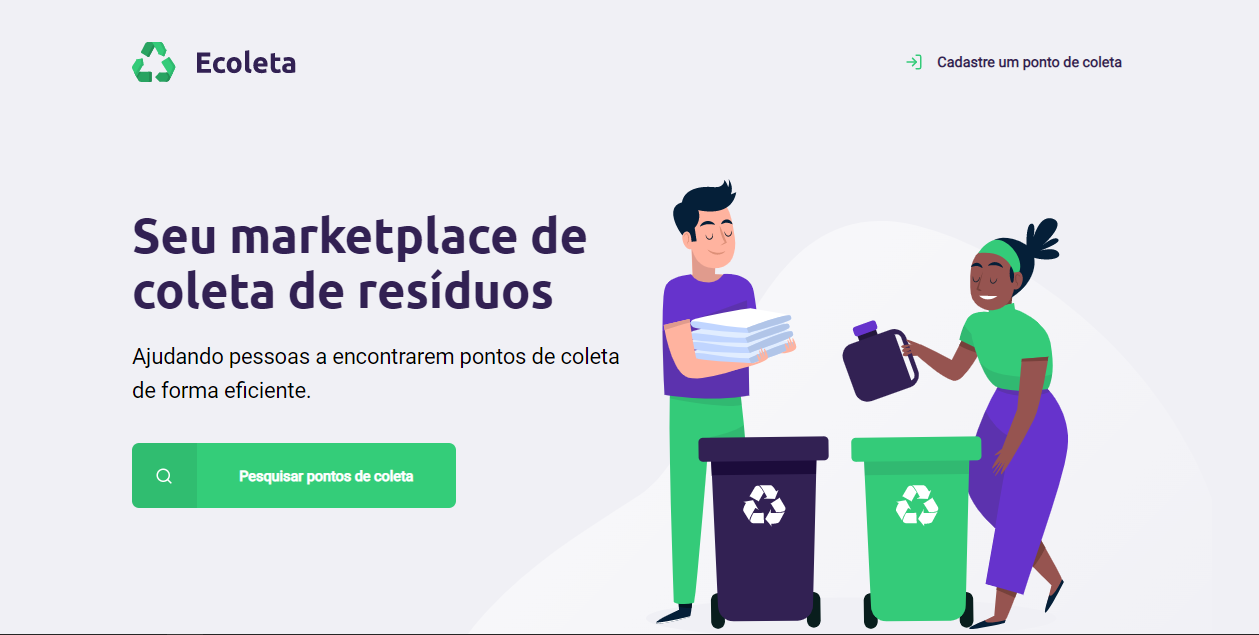 Ecoleta
Cadastre um ponto de coleta
Seu marketplace de
coleta de resíduos
Ajudando pessoas a encontrarem pontos de coleta
de forma eficiente.
Pesquisar pontos de coleta